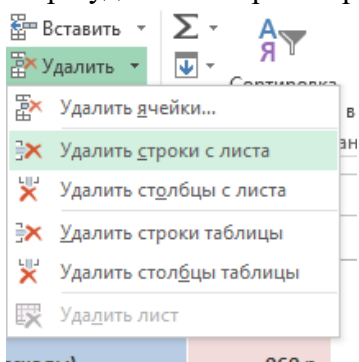 Вставить
Удалить
Сортировка
Удалить ячейки...
в
Удалить строки с листа
ан
Удалить столбцы с листа
Удалить строки таблицы
Удалить столбцы таблицы
Удалить лист